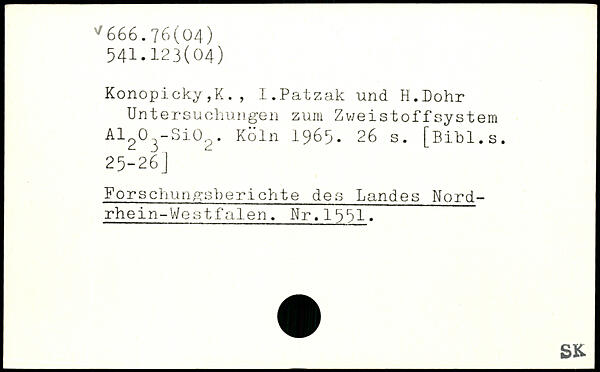 v 666.76(04)
541.123(04)
Konopicky,K., I.Patzak und H.Dohr
Untersuchungen zum Zweistoffsystem
Al₂O₃-SiO₂. Köln 1965. 26 s. [Bibl.s.
25-26]
Forschungsberichte des Landes Nord-
rhein-Westfalen. Nr.1551.
SK